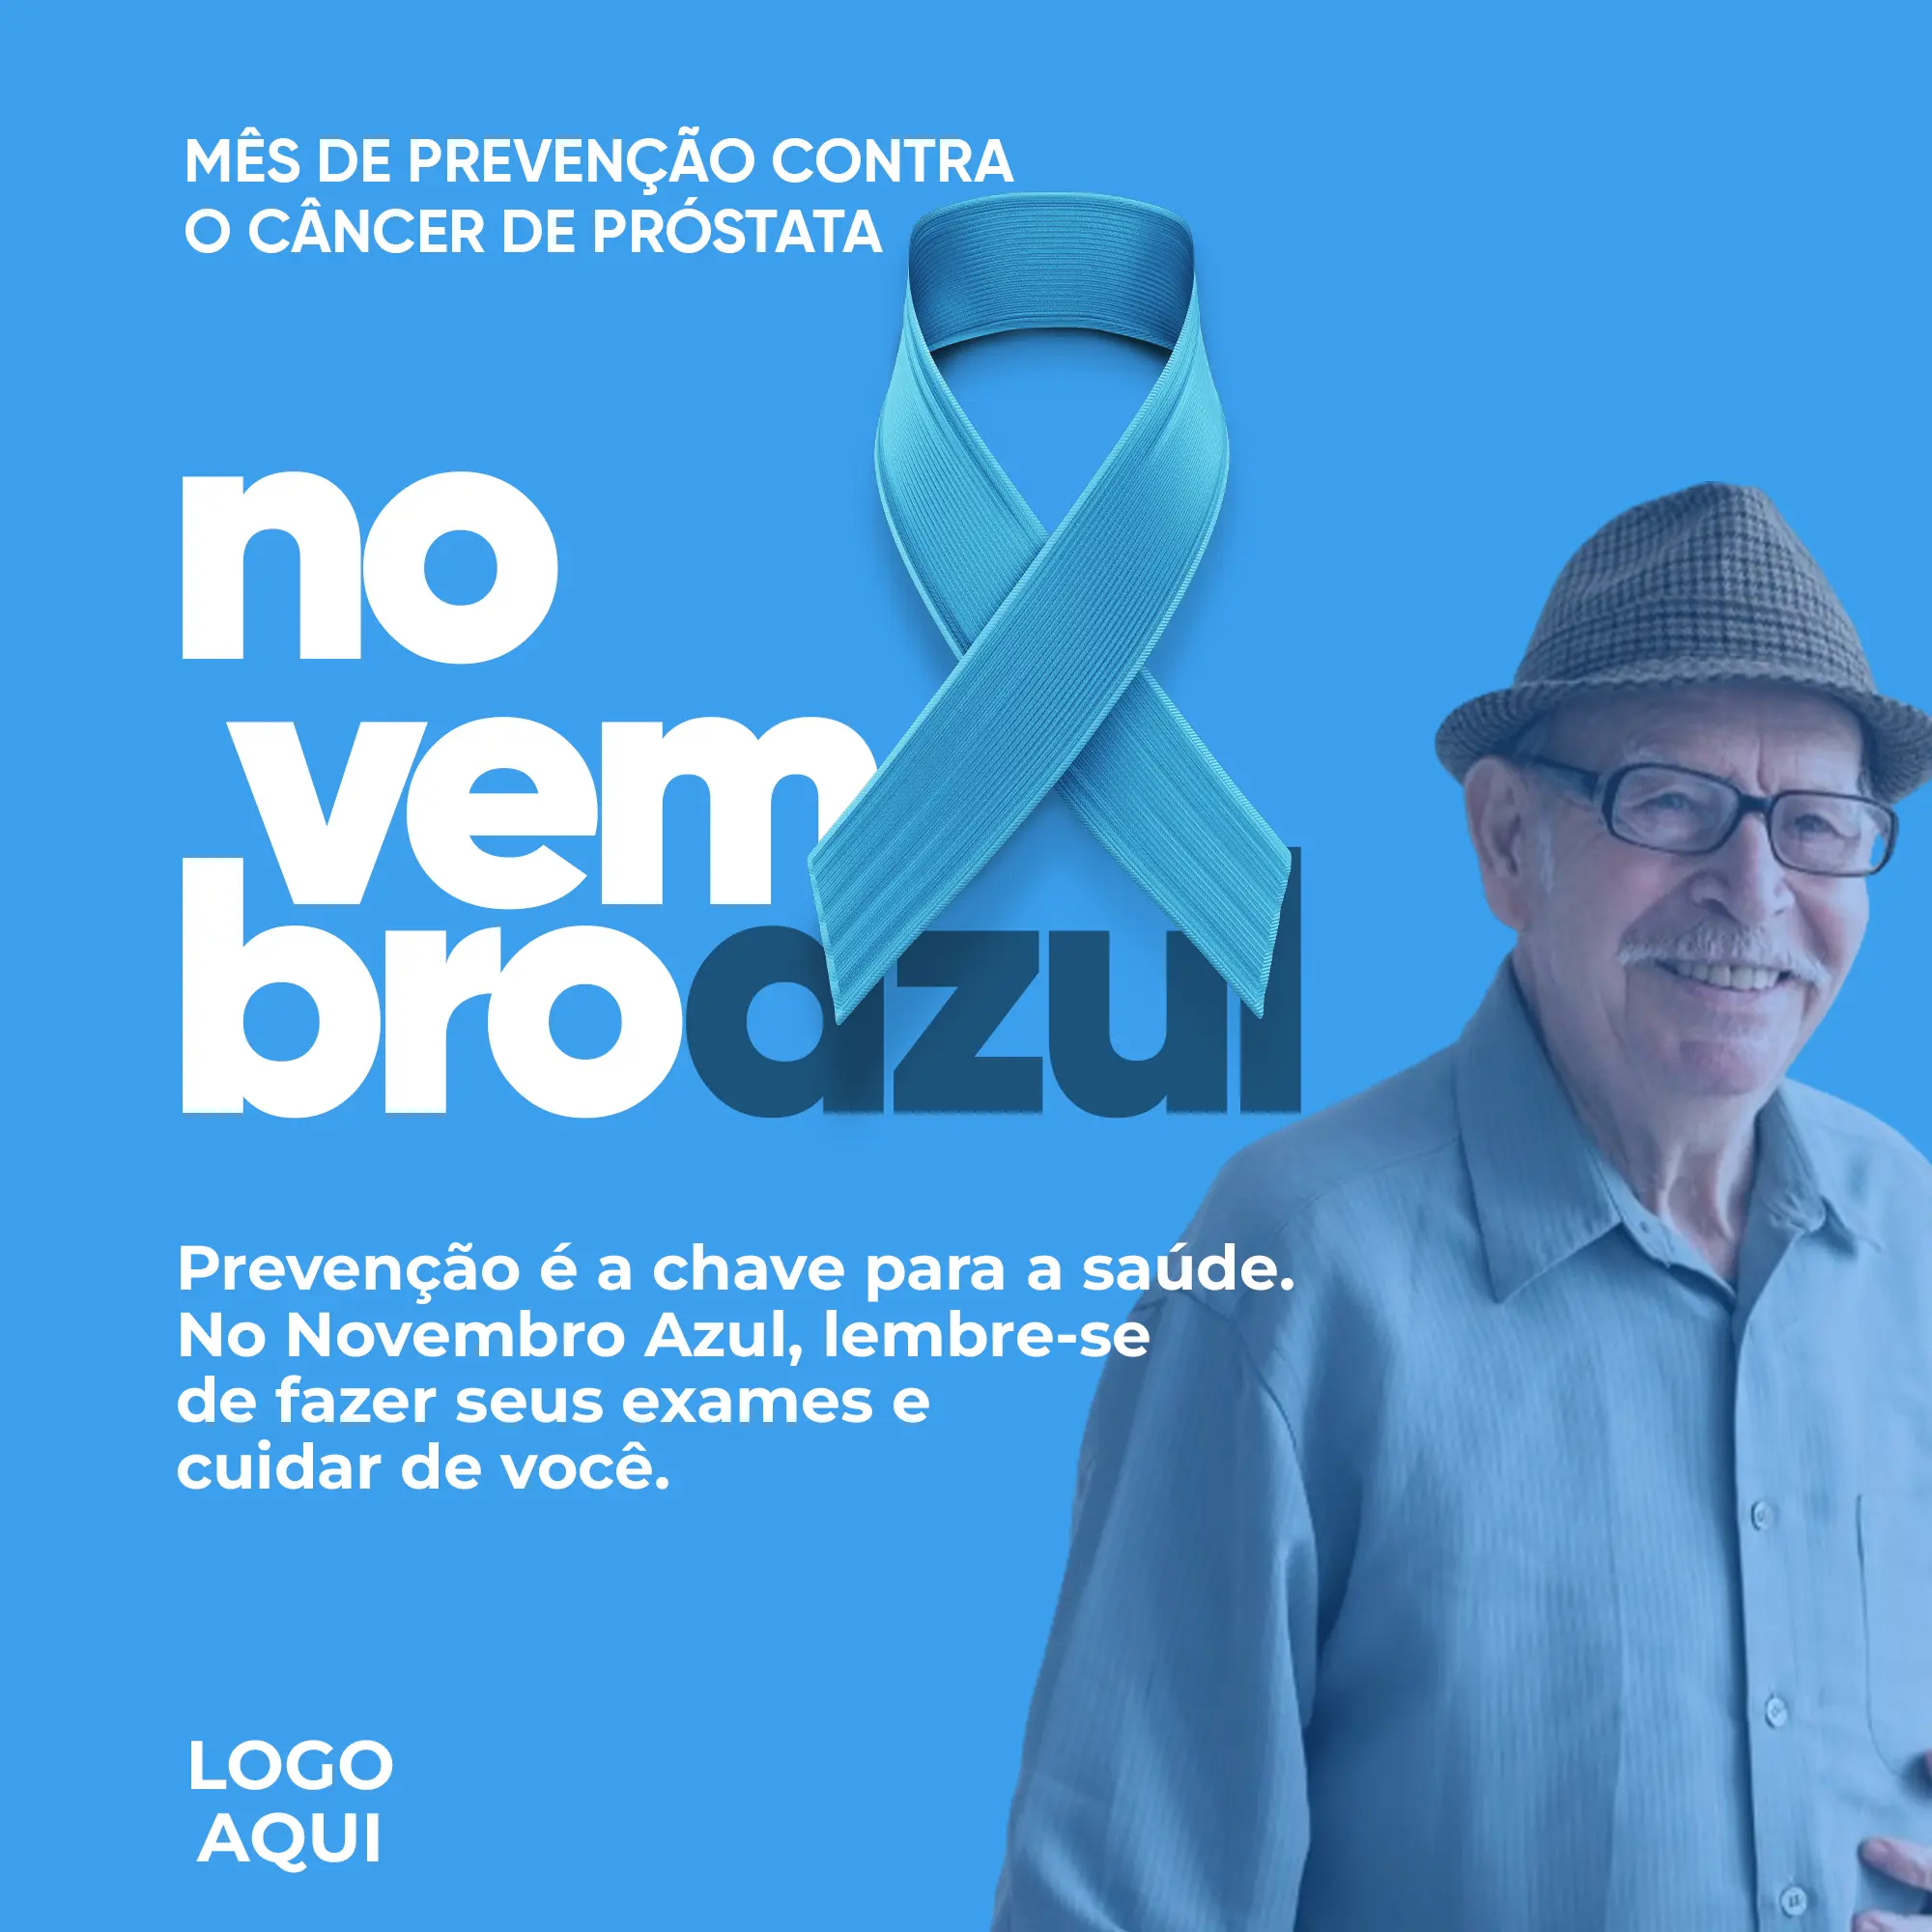 MÊS DE PREVENÇÃO CONTRA
O CÂNCER DE PRÓSTATA
no
vem
broazul
Prevenção é a chave para a saúde.
No Novembro Azul, lembre-se
de fazer seus exames e
cuidar de você.
LOGO
AQUI